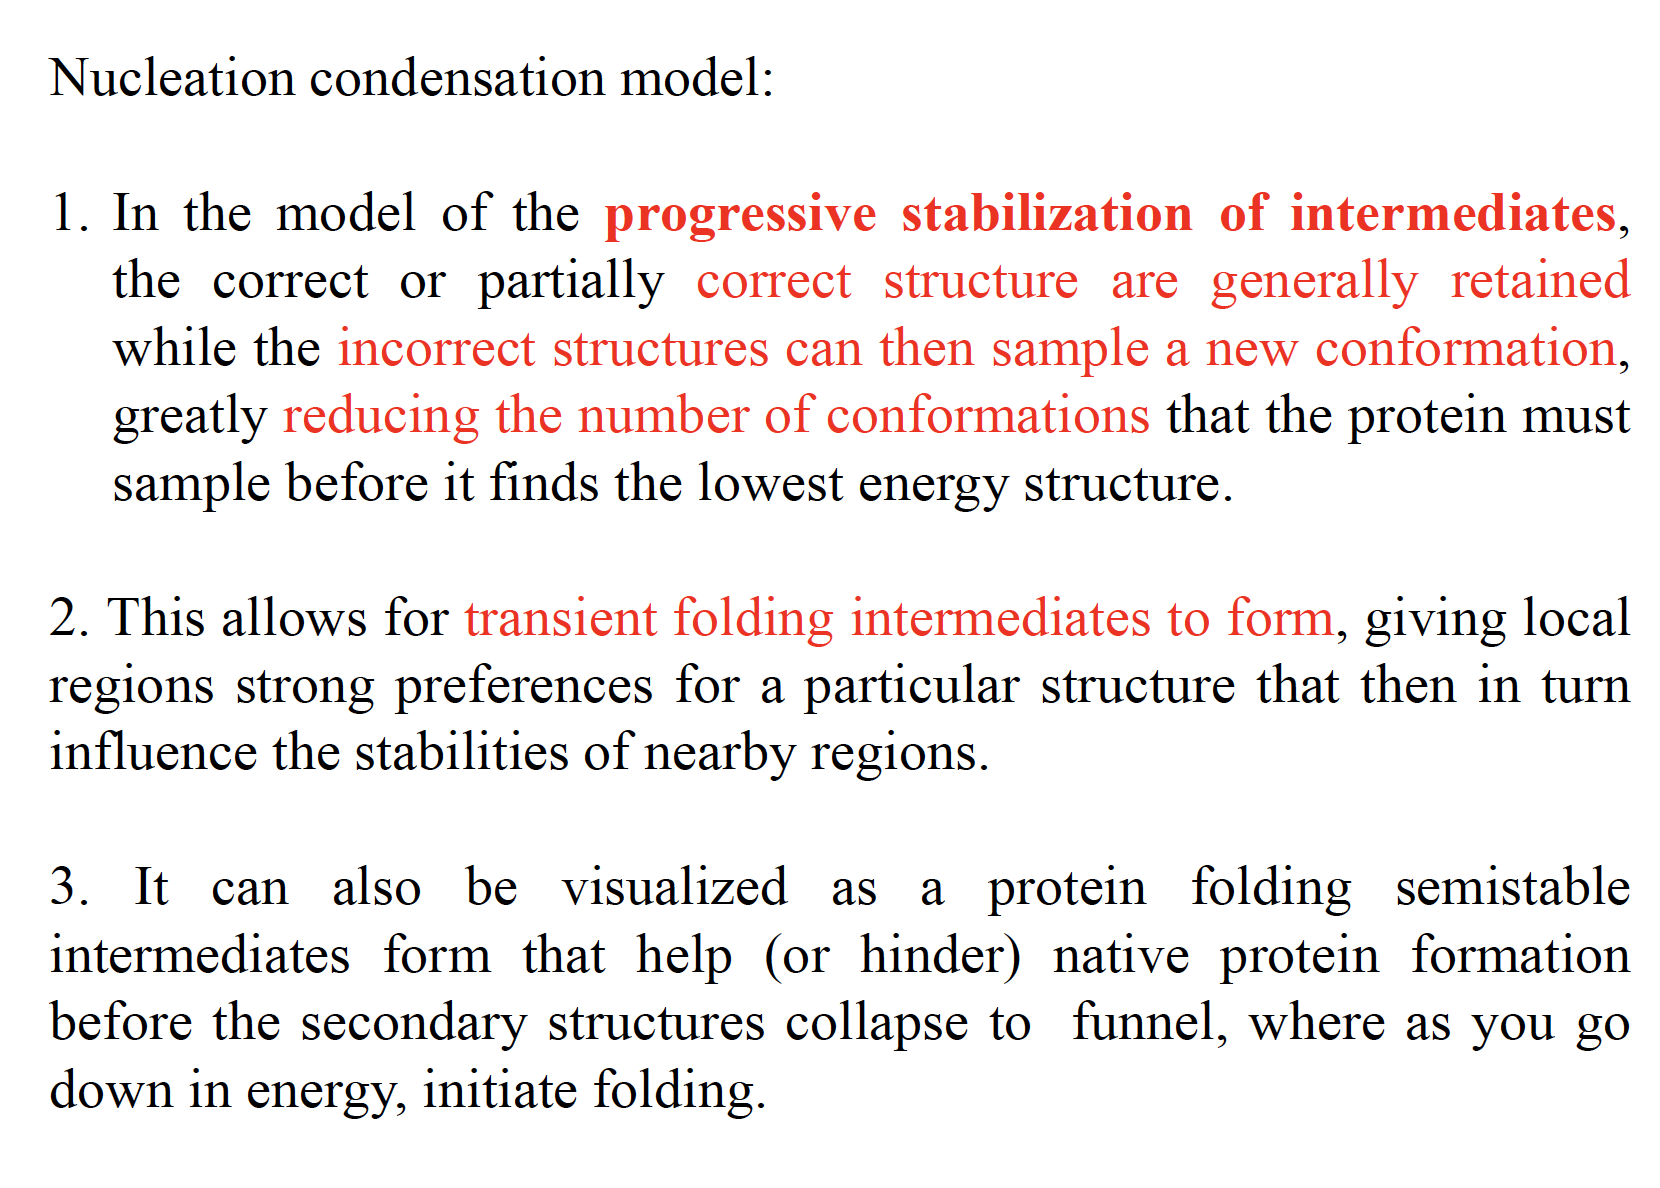 Nucleation condensation model:
1. In the model of the progressive stabilization of intermediates,
the correct or partially correct structure are generally retained
while the incorrect structures can then sample a new conformation,
greatly reducing the number of conformations that the protein must
sample before it finds the lowest energy structure.
2. This allows for transient folding intermediates to form, giving local
regions strong preferences for a particular structure that then in turn
influence the stabilities of nearby regions.
3. It can also be visualized as a protein folding semistable
intermediates form that help (or hinder) native protein formation
before the secondary structures collapse to funnel, where as you go
down in energy, initiate folding.